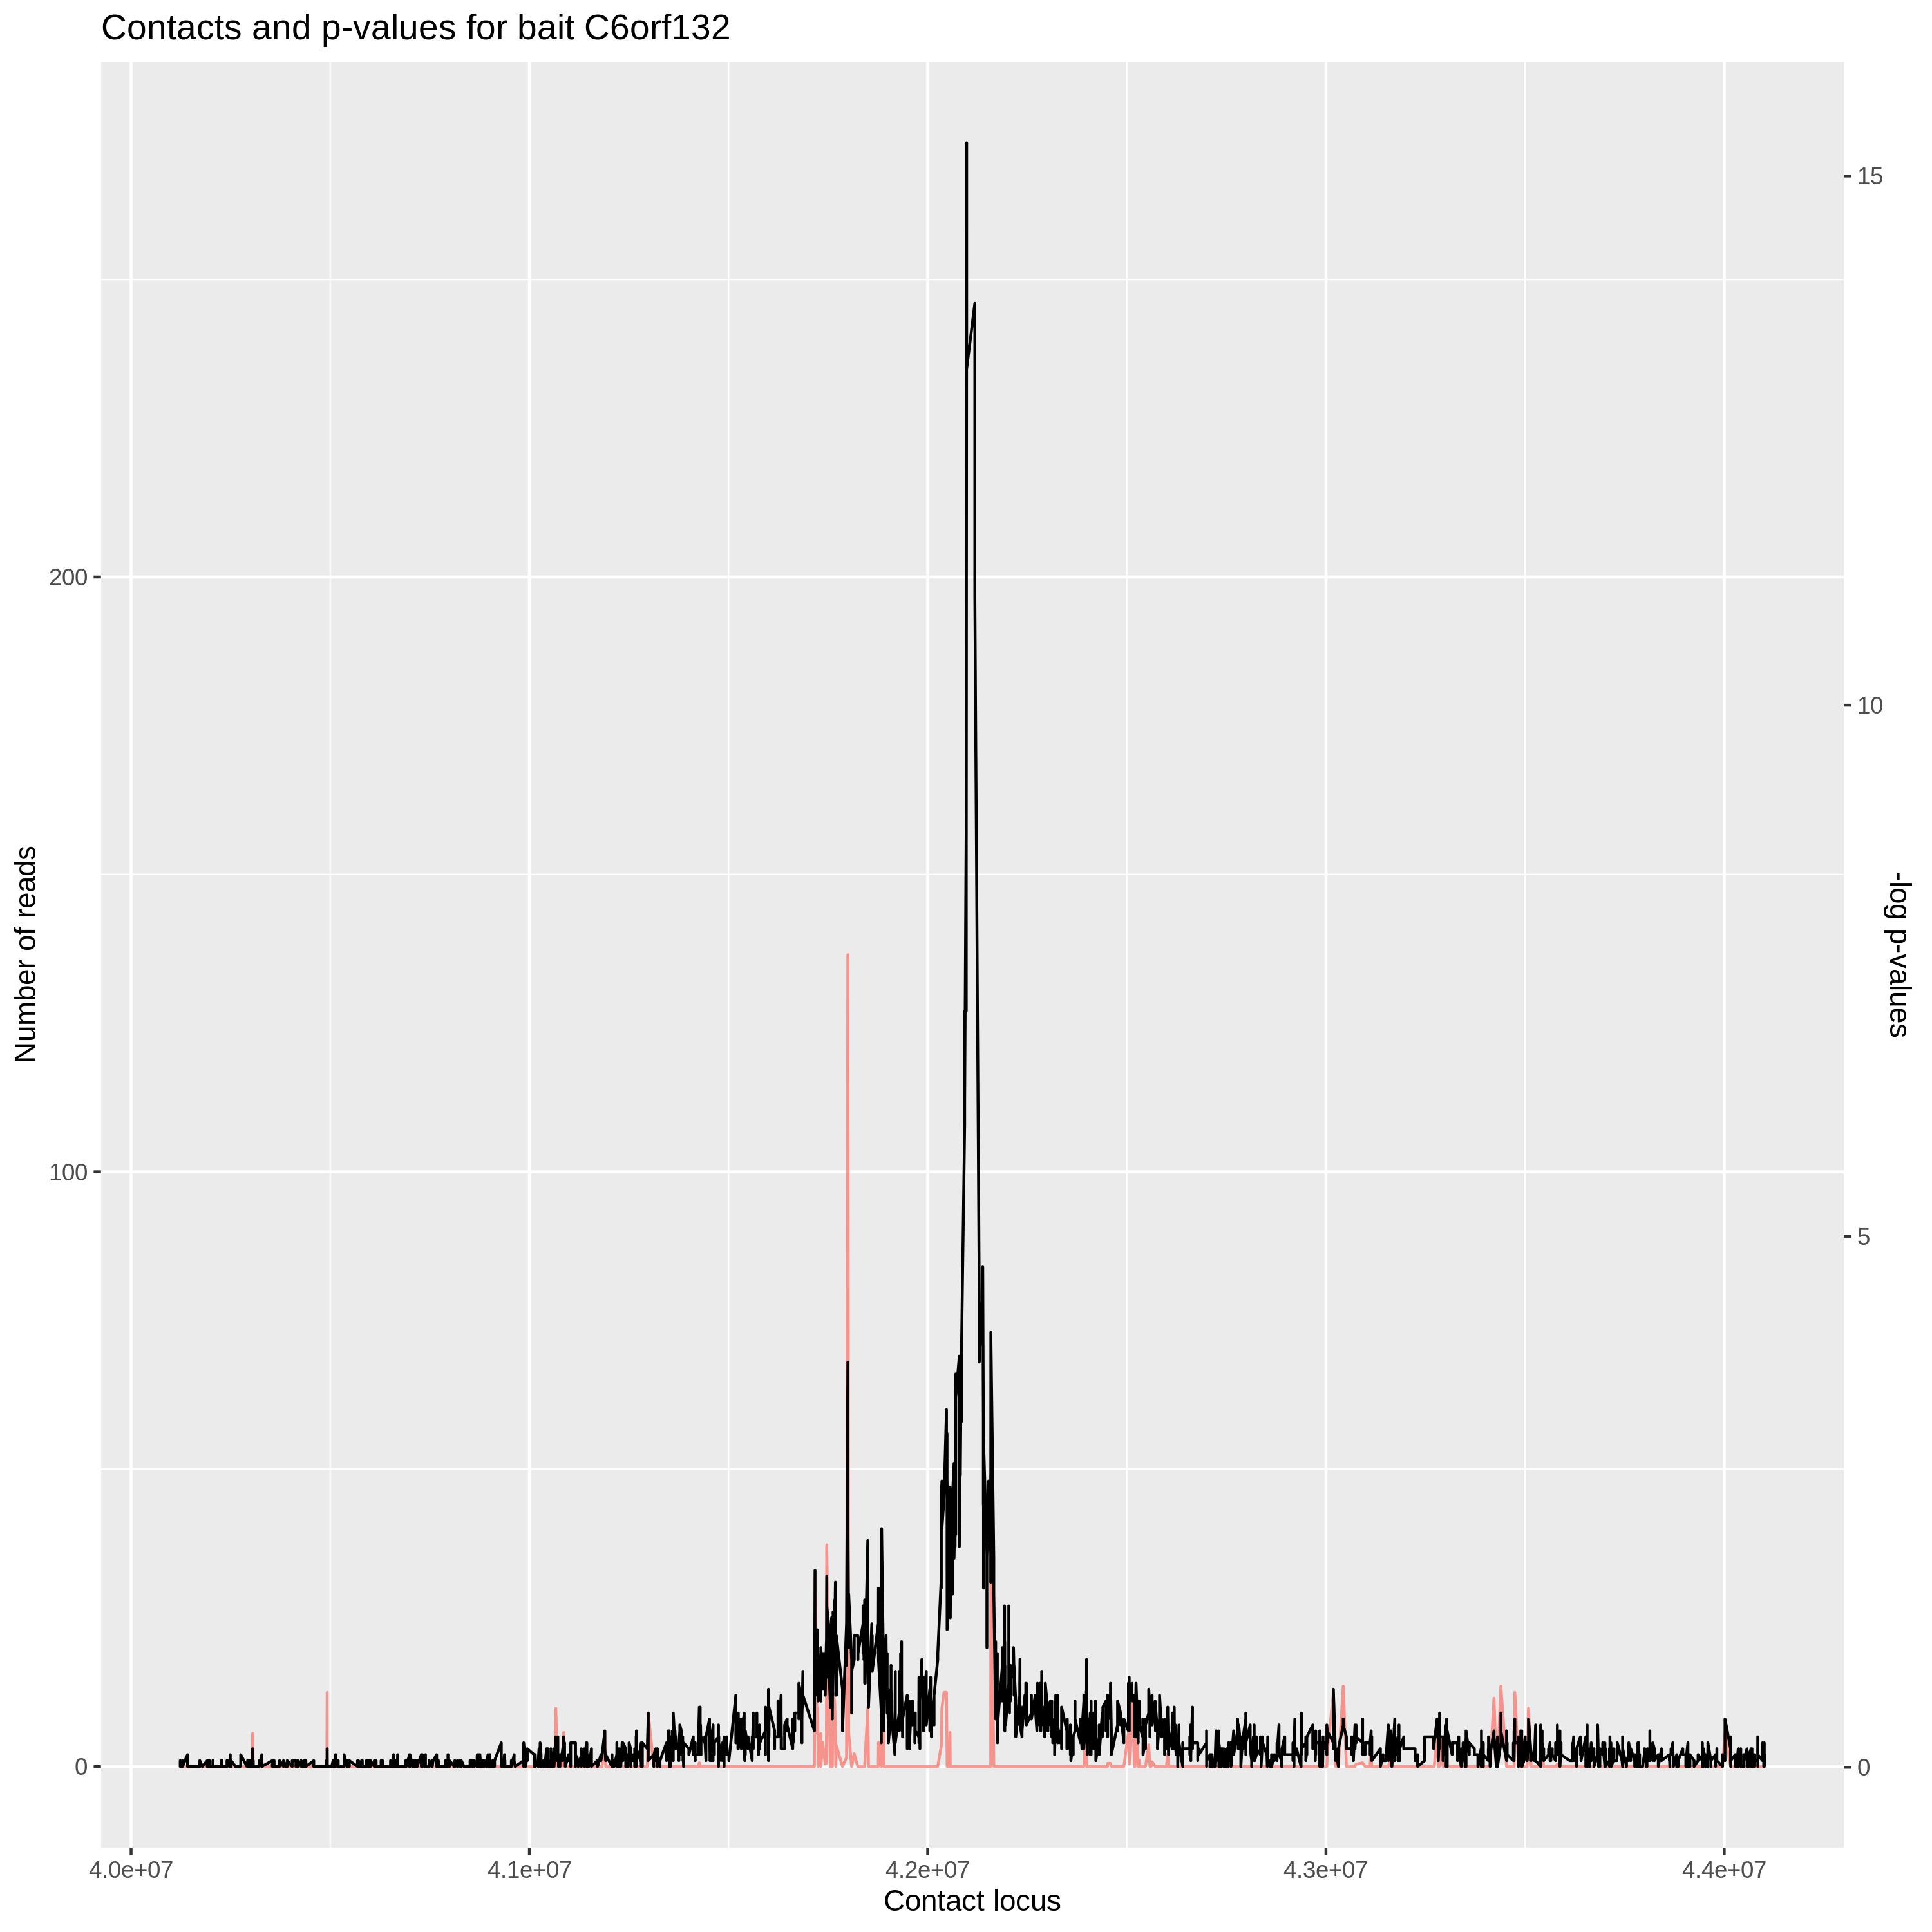 Contacts and p-values for bait C6orf132
Number of reads
200
100
0
15
10
5
0
-log p-values
4.0e+07
4.1e+07
4.2e+07
4.3e+07
4.4e+07
Contact locus